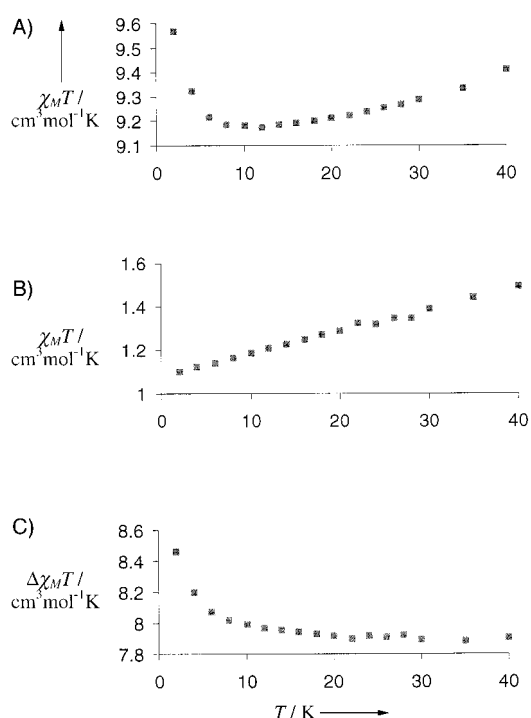 A)
χMT /
cm³mol⁻¹K
9.6
9.5
9.4
9.3
9.2
9.1
0 10 20 30 40
B)
χMT /
cm³mol⁻¹K
1.6
1.4
1.2
1
0 10 20 30 40
C)
ΔχMT /
cm³mol⁻¹K
8.6
8.4
8.2
8
7.8
0 10 20 30 40
T / K